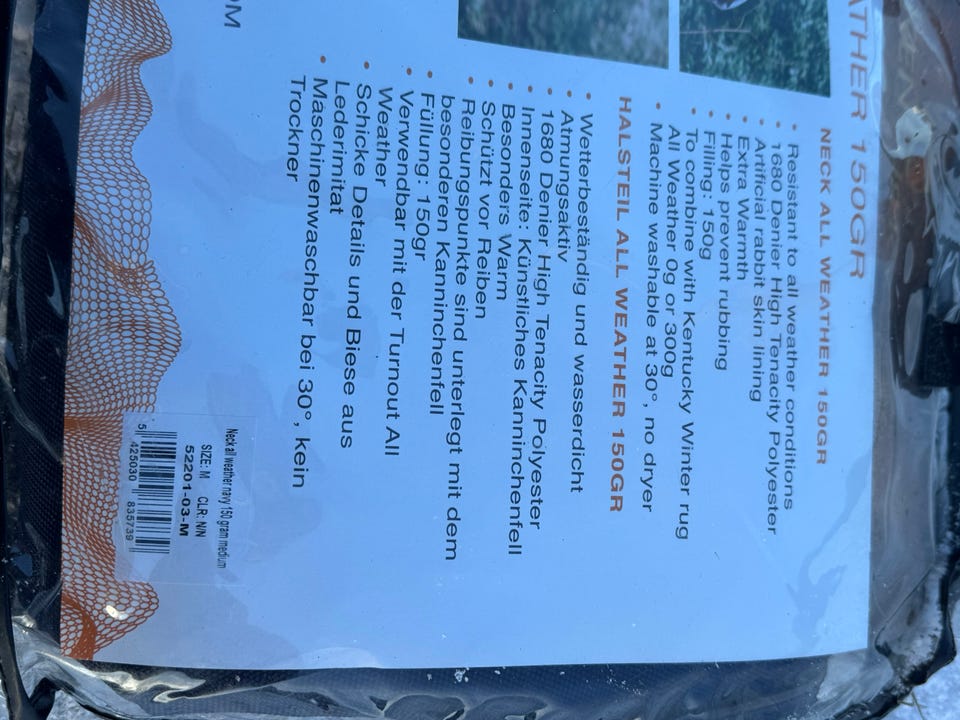 ATHER 150GR
NECK ALL WEATHER 150GR
• Resistant to all weather conditions
• 1680 Denier High Tenacity Polyester
• Artificial rabbit skin lining
• Extra Warmth
• Helps prevent rubbing
• Filling: 150g
• To combine with Kentucky Winter rug
All Weather 0g or 300g
• Machine washable at 30°, no dryer
HALSTEIL ALL WEATHER 150GR
• Wetterbeständig und wasserdicht
• Atmungsaktiv
• 1680 Denier High Tenacity Polyester
• Innenseite: Künstliches Kanninchenfell
• Besonders Warm
• Schützt vor Reiben
• Reibungspunkte sind unterlegt mit dem
besonderen Kanninchenfell
• Füllung: 150gr
• Verwendbar mit der Turnout All
Weather
• Schicke Details und Biese aus
Lederimitat
• Maschinenwaschbar bei 30°, kein
Trockner
OM
Neck all weather navy 150 gram medium
SIZE: M CLR: N/N
52201-03-M
5 425030 835739